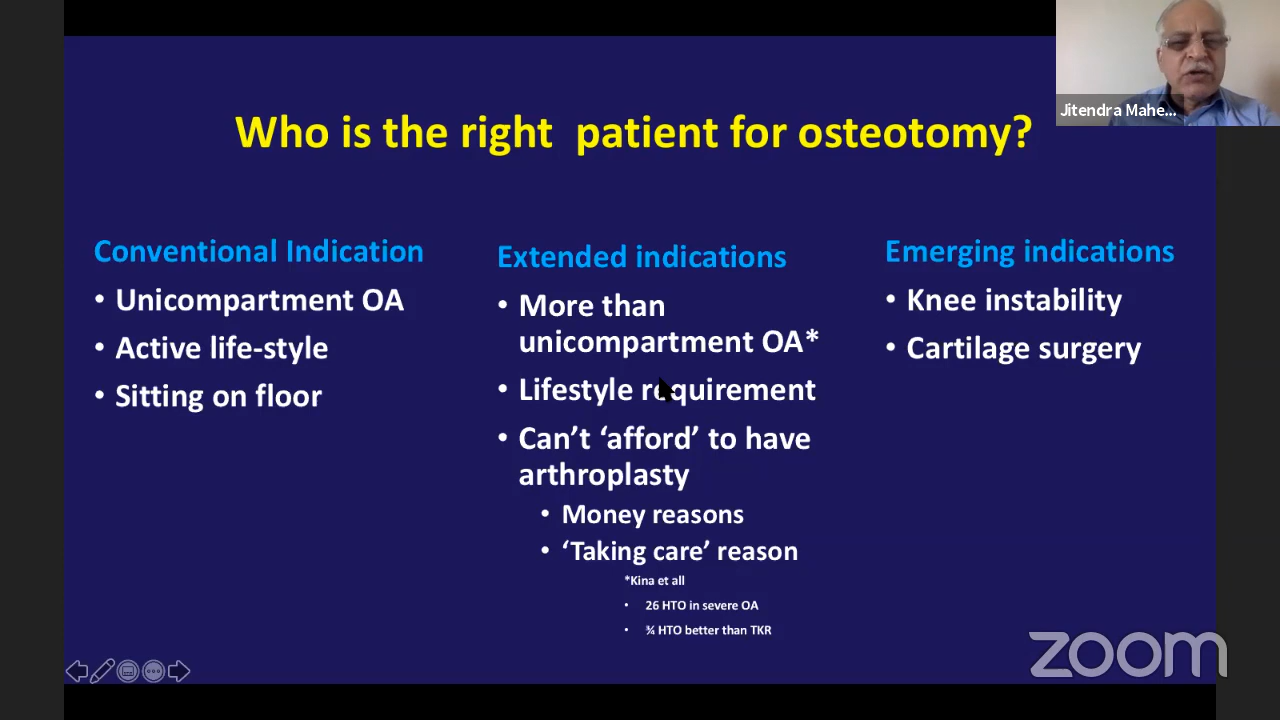 Jitendra Mahe...
Who is the right  patient for osteotomy?
Conventional Indication
• Unicompartment OA
• Active life-style
• Sitting on floor
Extended indications
• More than
unicompartment OA*
• Lifestyle requirement
• Can’t ‘afford’ to have
arthroplasty
• Money reasons
• ‘Taking care’ reason
*Kina et all
• 26 HTO in severe OA
• ¾ HTO better than TKR
Emerging indications
• Knee instability
• Cartilage surgery
zoom